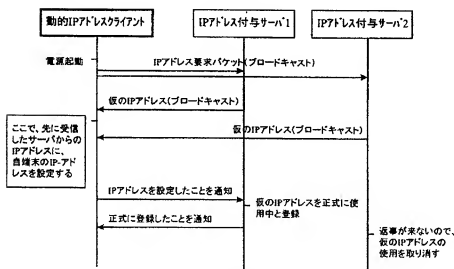 動的IPアドレスクライアント
IPアドレス付与サーバ1
IPアドレス付与サーバ2
電源起動
IPアドレス要求パケット(ブロードキャスト)
仮のIPアドレス(ブロードキャスト)
仮のIPアドレス(ブロードキャスト)
ここで、先に受信
したサーバからの
IPアドレスに、
自端末のIP-アド
レスを設定する
IPアドレスを設定したことを通知
仮のIPアドレスを正式に使
用中と登録
正式に登録したことを通知
返事が来ないので、
仮のIPアドレスの
使用を取り消す